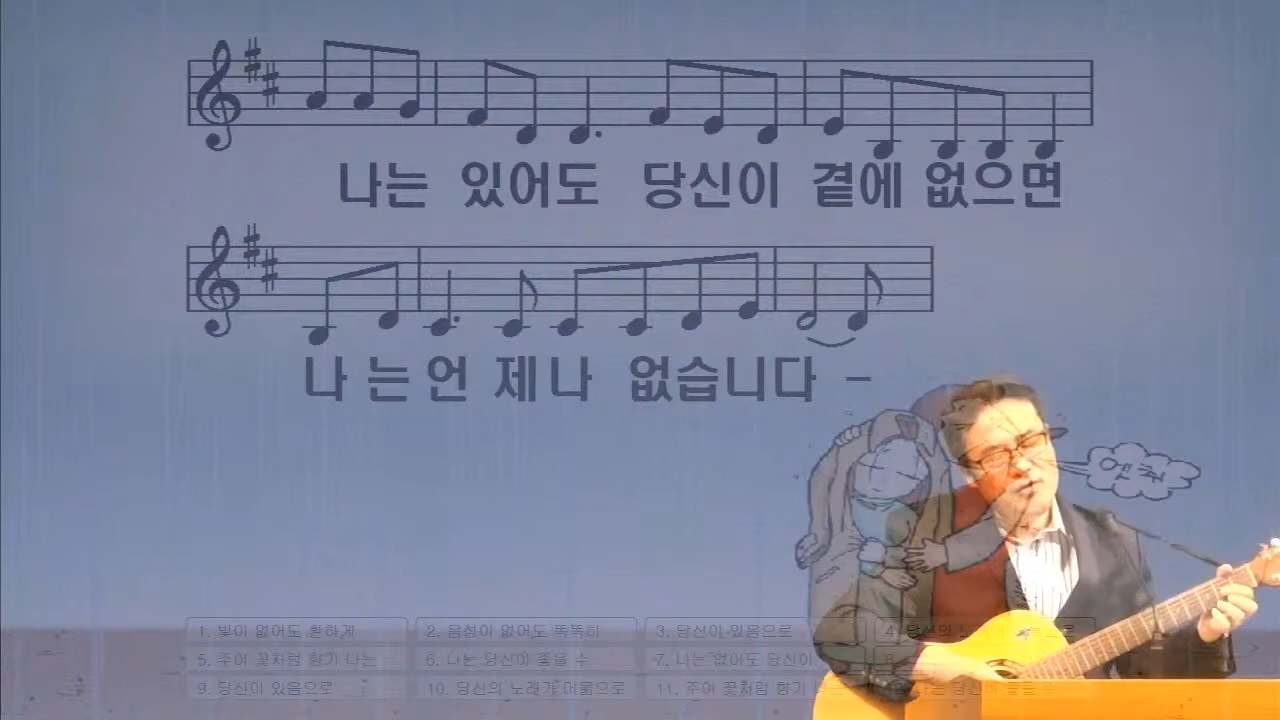 나는 있어도 당신이 곁에 없으면
나 는 언 제 나 없습니다 -
1. 빛이 없어도 환하게
2. 음성이 없어도 똑똑히
3. 당신이 있음으로
4. 당신의
5. 주여 꽃처럼 향기 나는
6. 나는 당신이 좋을 수
7. 나는 없어도 당신이
9. 당신이 있음으로
10. 당신의 노래가 머묾으로
11. 주여 꽃처럼 향기